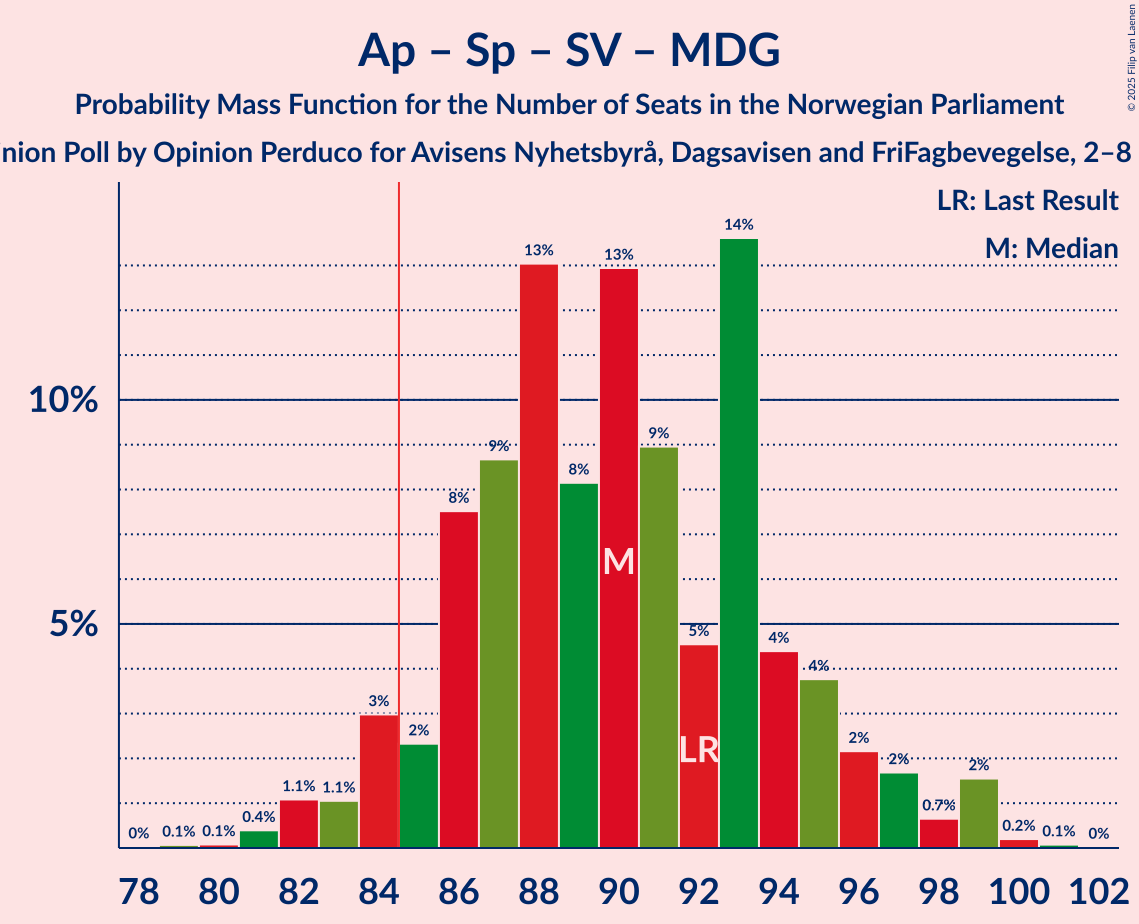 Ap – Sp – SV – MDG
Probability Mass Function for the Number of Seats in the Norwegian Parliament
nion Poll by Opinion Perduco for Avisens Nyhetsbyrå, Dagsavisen and FriFagbevegelse, 2–8
© 2025 Filip van Laenen
LR: Last Result
M: Median
14%
13% 13%
10%
9% 9%
8% 8%
M
5%
5% 4%
4%
3%
LR
2% 2% 2% 2%
1.1% 1.1%
0% 0.1% 0.1% 0.4% 0.7% 0.2% 0.1% 0%
78 80 82 84 86 88 90 92 94 96 98 100 102